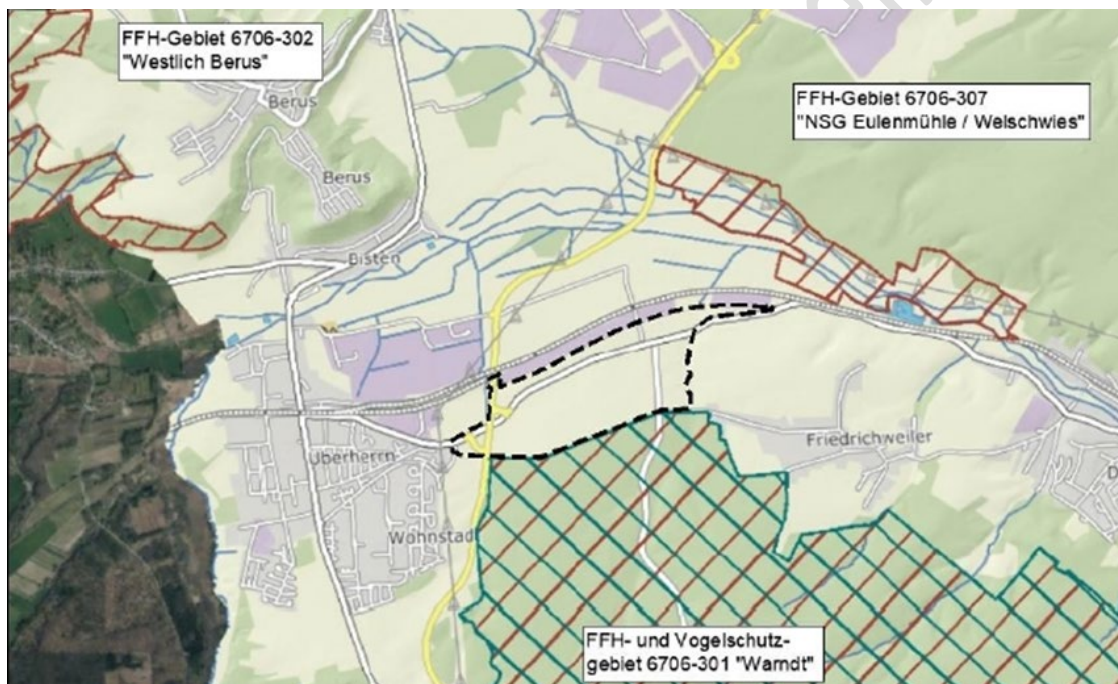 FFH-Gebiet 6706-302
"Westlich Berus"
FFH-Gebiet 6706-307
"NSG Eulenmühle / Welschwies"
Berus
Berus
Bisten
Überherrn
Friedrichweiler
D
Wohnstad
FFH- und Vogelschutz-
gebiet 6706-301 "Warndt"